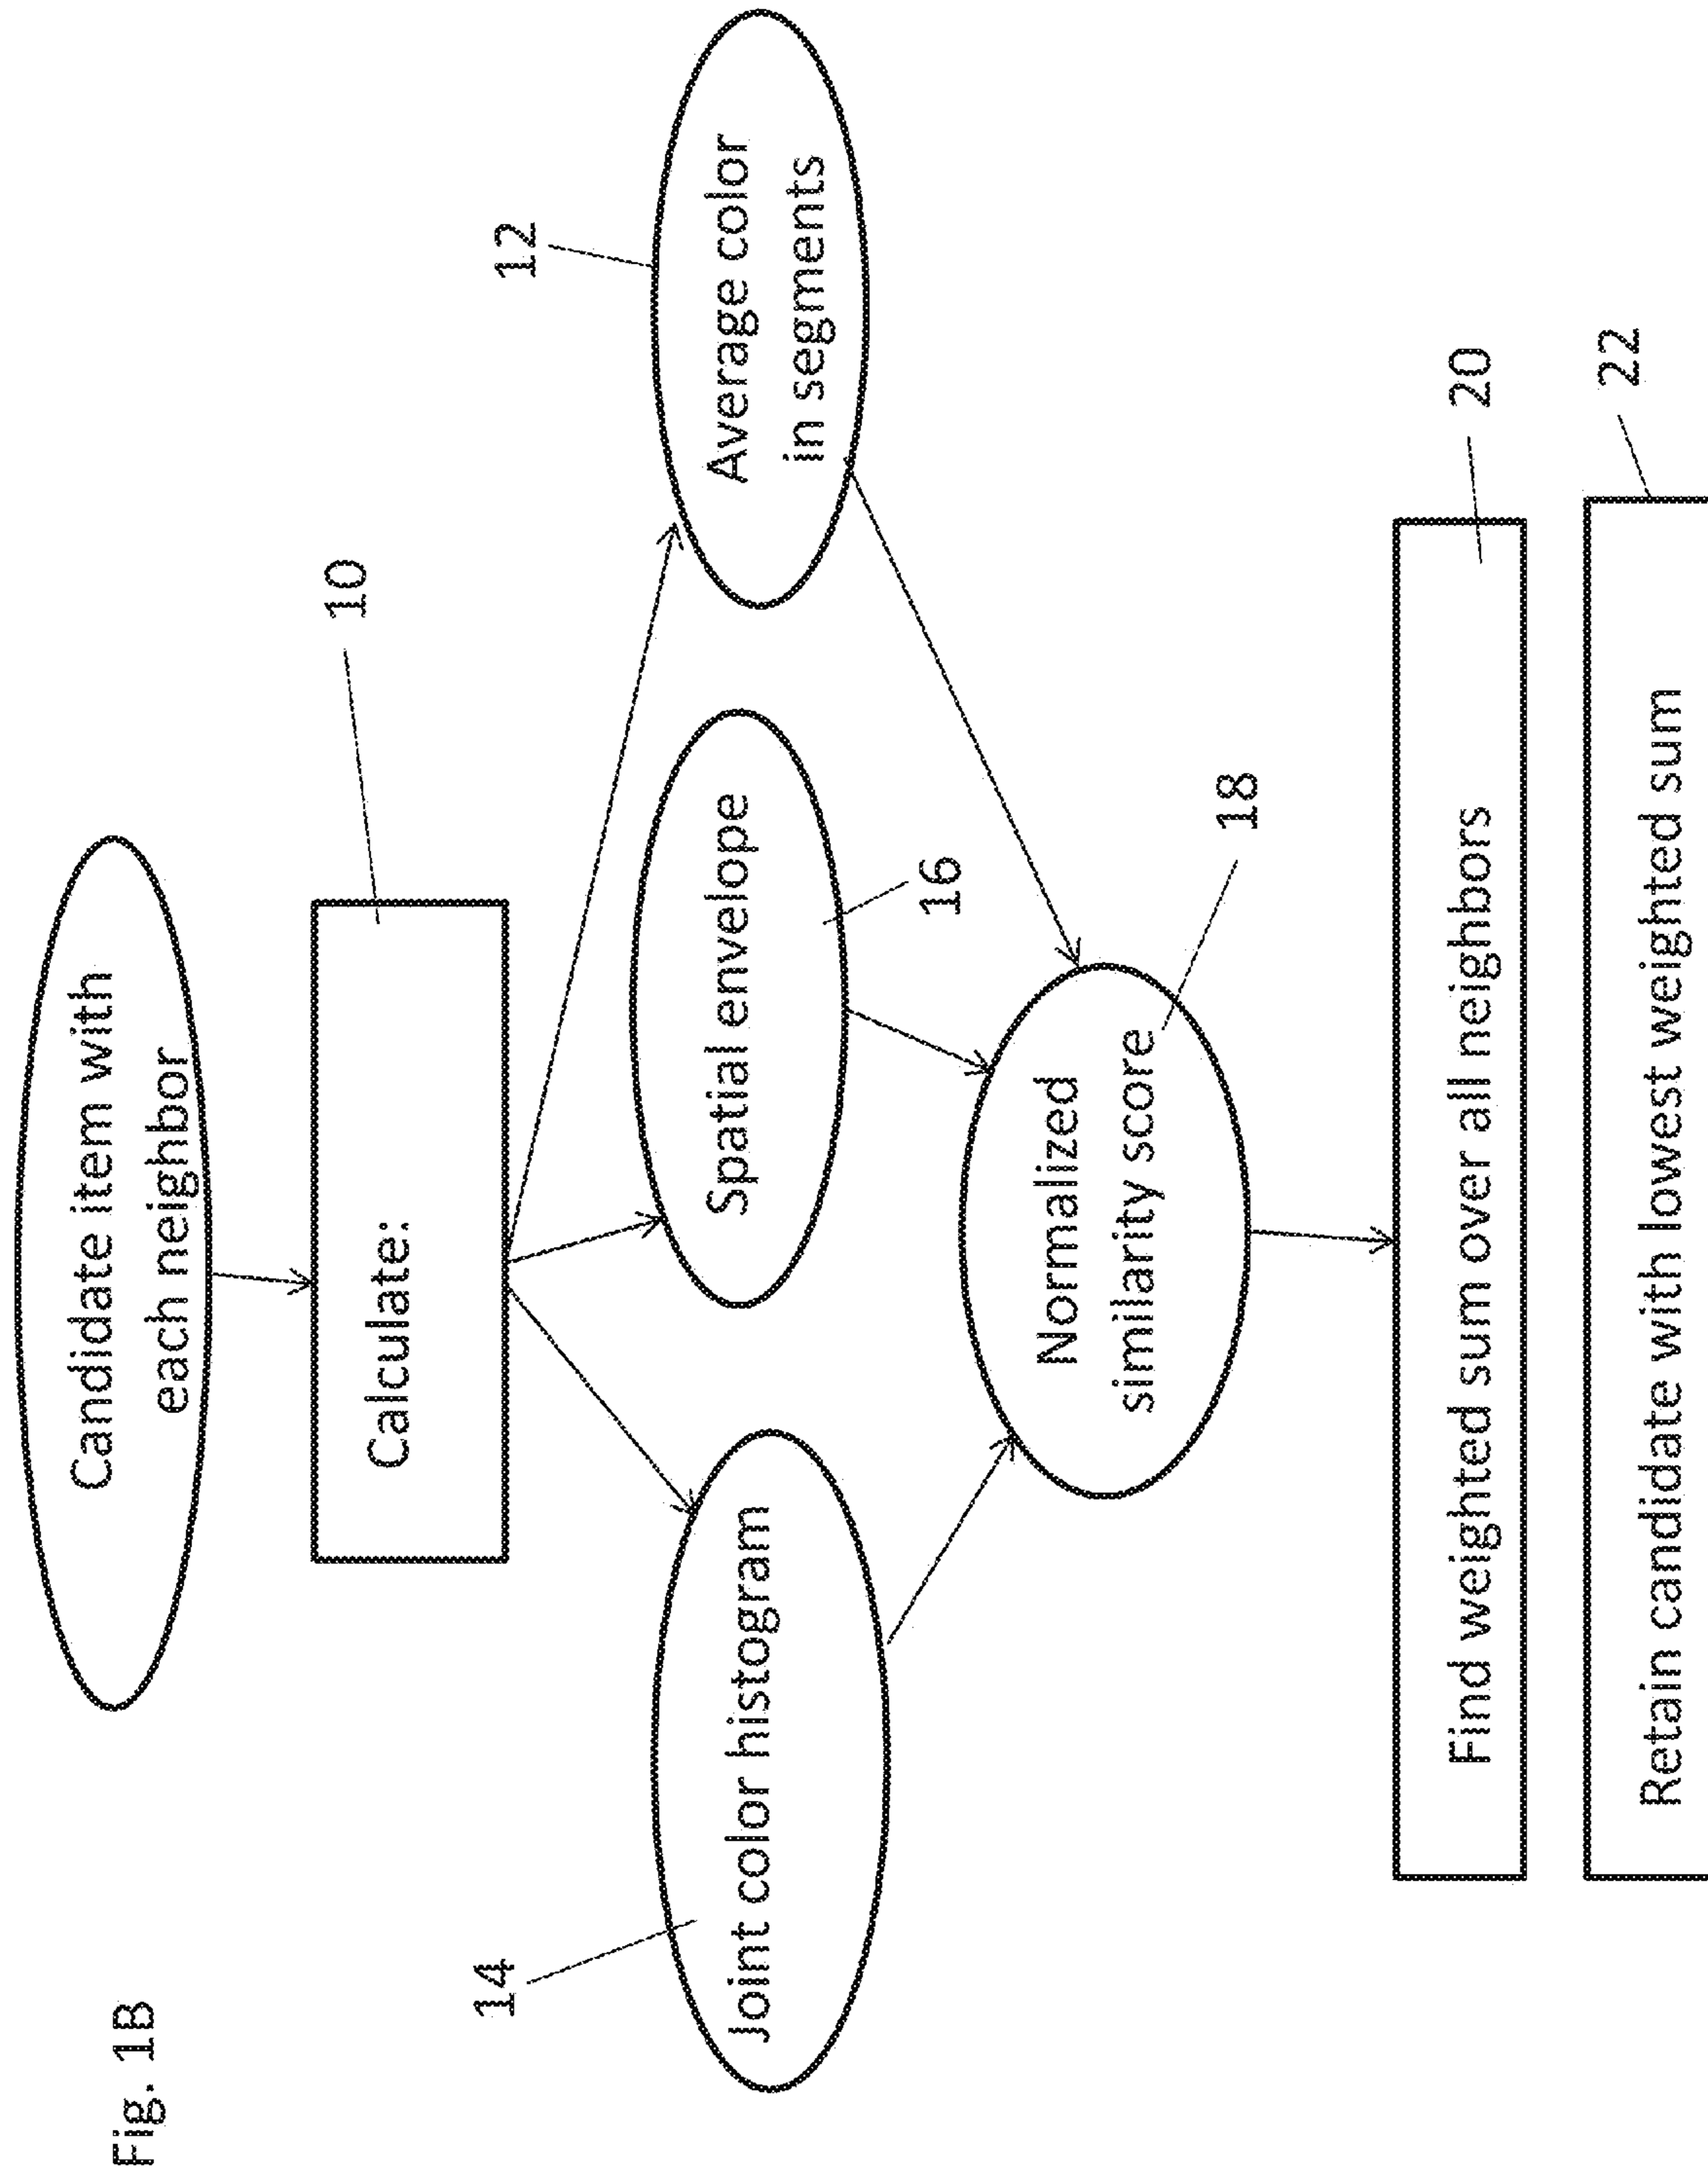 Fig. 1B
Candidate item with
each neighbor
10
Calculate:
12
14
Joint color histogram
Spatial envelope
Average color
in segments
16
Normalized
similarity score
18
20
Find weighted sum over all neighbors
22
Retain candidate with lowest weighted sum